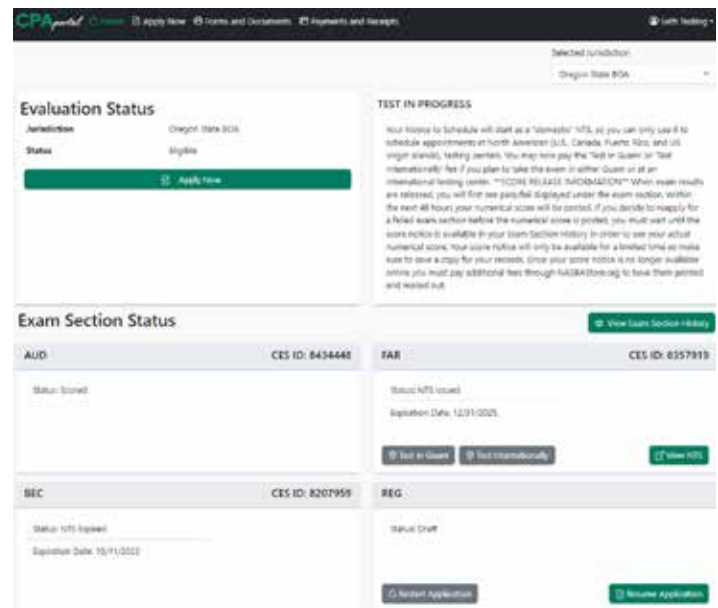 CPAportal Home Apply Now Forms and Documents Payments and Receipts Seth Testing
Selected Jurisdiction
Oregon State BOA
Evaluation Status
Jurisdiction Oregon State BOA
Status Eligible
Apply Now
TEST IN PROGRESS
Your Notice to Schedule will start as a "domestic" NTS, so you can only use it to
schedule appointments at North American (U.S., Canada, Puerto Rico, and US
Virgin Islands), testing centers. You may now pay the 'Test in Guam' or 'Test
Internationally' fee if you plan to take the exam in either Guam or at an
international testing center. **SCORE RELEASE INFORMATION** When exam results
are released, you will first see pass/fail displayed under the exam section. Within
the next 48 hours your numerical score will be posted. If you decide to reapply for
a failed exam section before the numerical score is posted, you must wait until the
score notice is available in your Exam Section History in order to see your actual
numerical score. Your score notice will only be available for a limited time so make
sure to save a copy for your records. Once your score notice is no longer available
online you must pay additional fees through NASBAStore.org to have them printed
and mailed out.
Exam Section Status
View Exam Section History
AUD CES ID: 8434448
Status: Scored
FAR CES ID: 8357919
Status: NTS Issued
Expiration Date: 12/31/2025
Test in Guam Test Internationally View NTS
BEC CES ID: 8207959
Status: NTS Expired
Expiration Date: 10/11/2022
REG
Status: Draft
Restart Application Resume Application